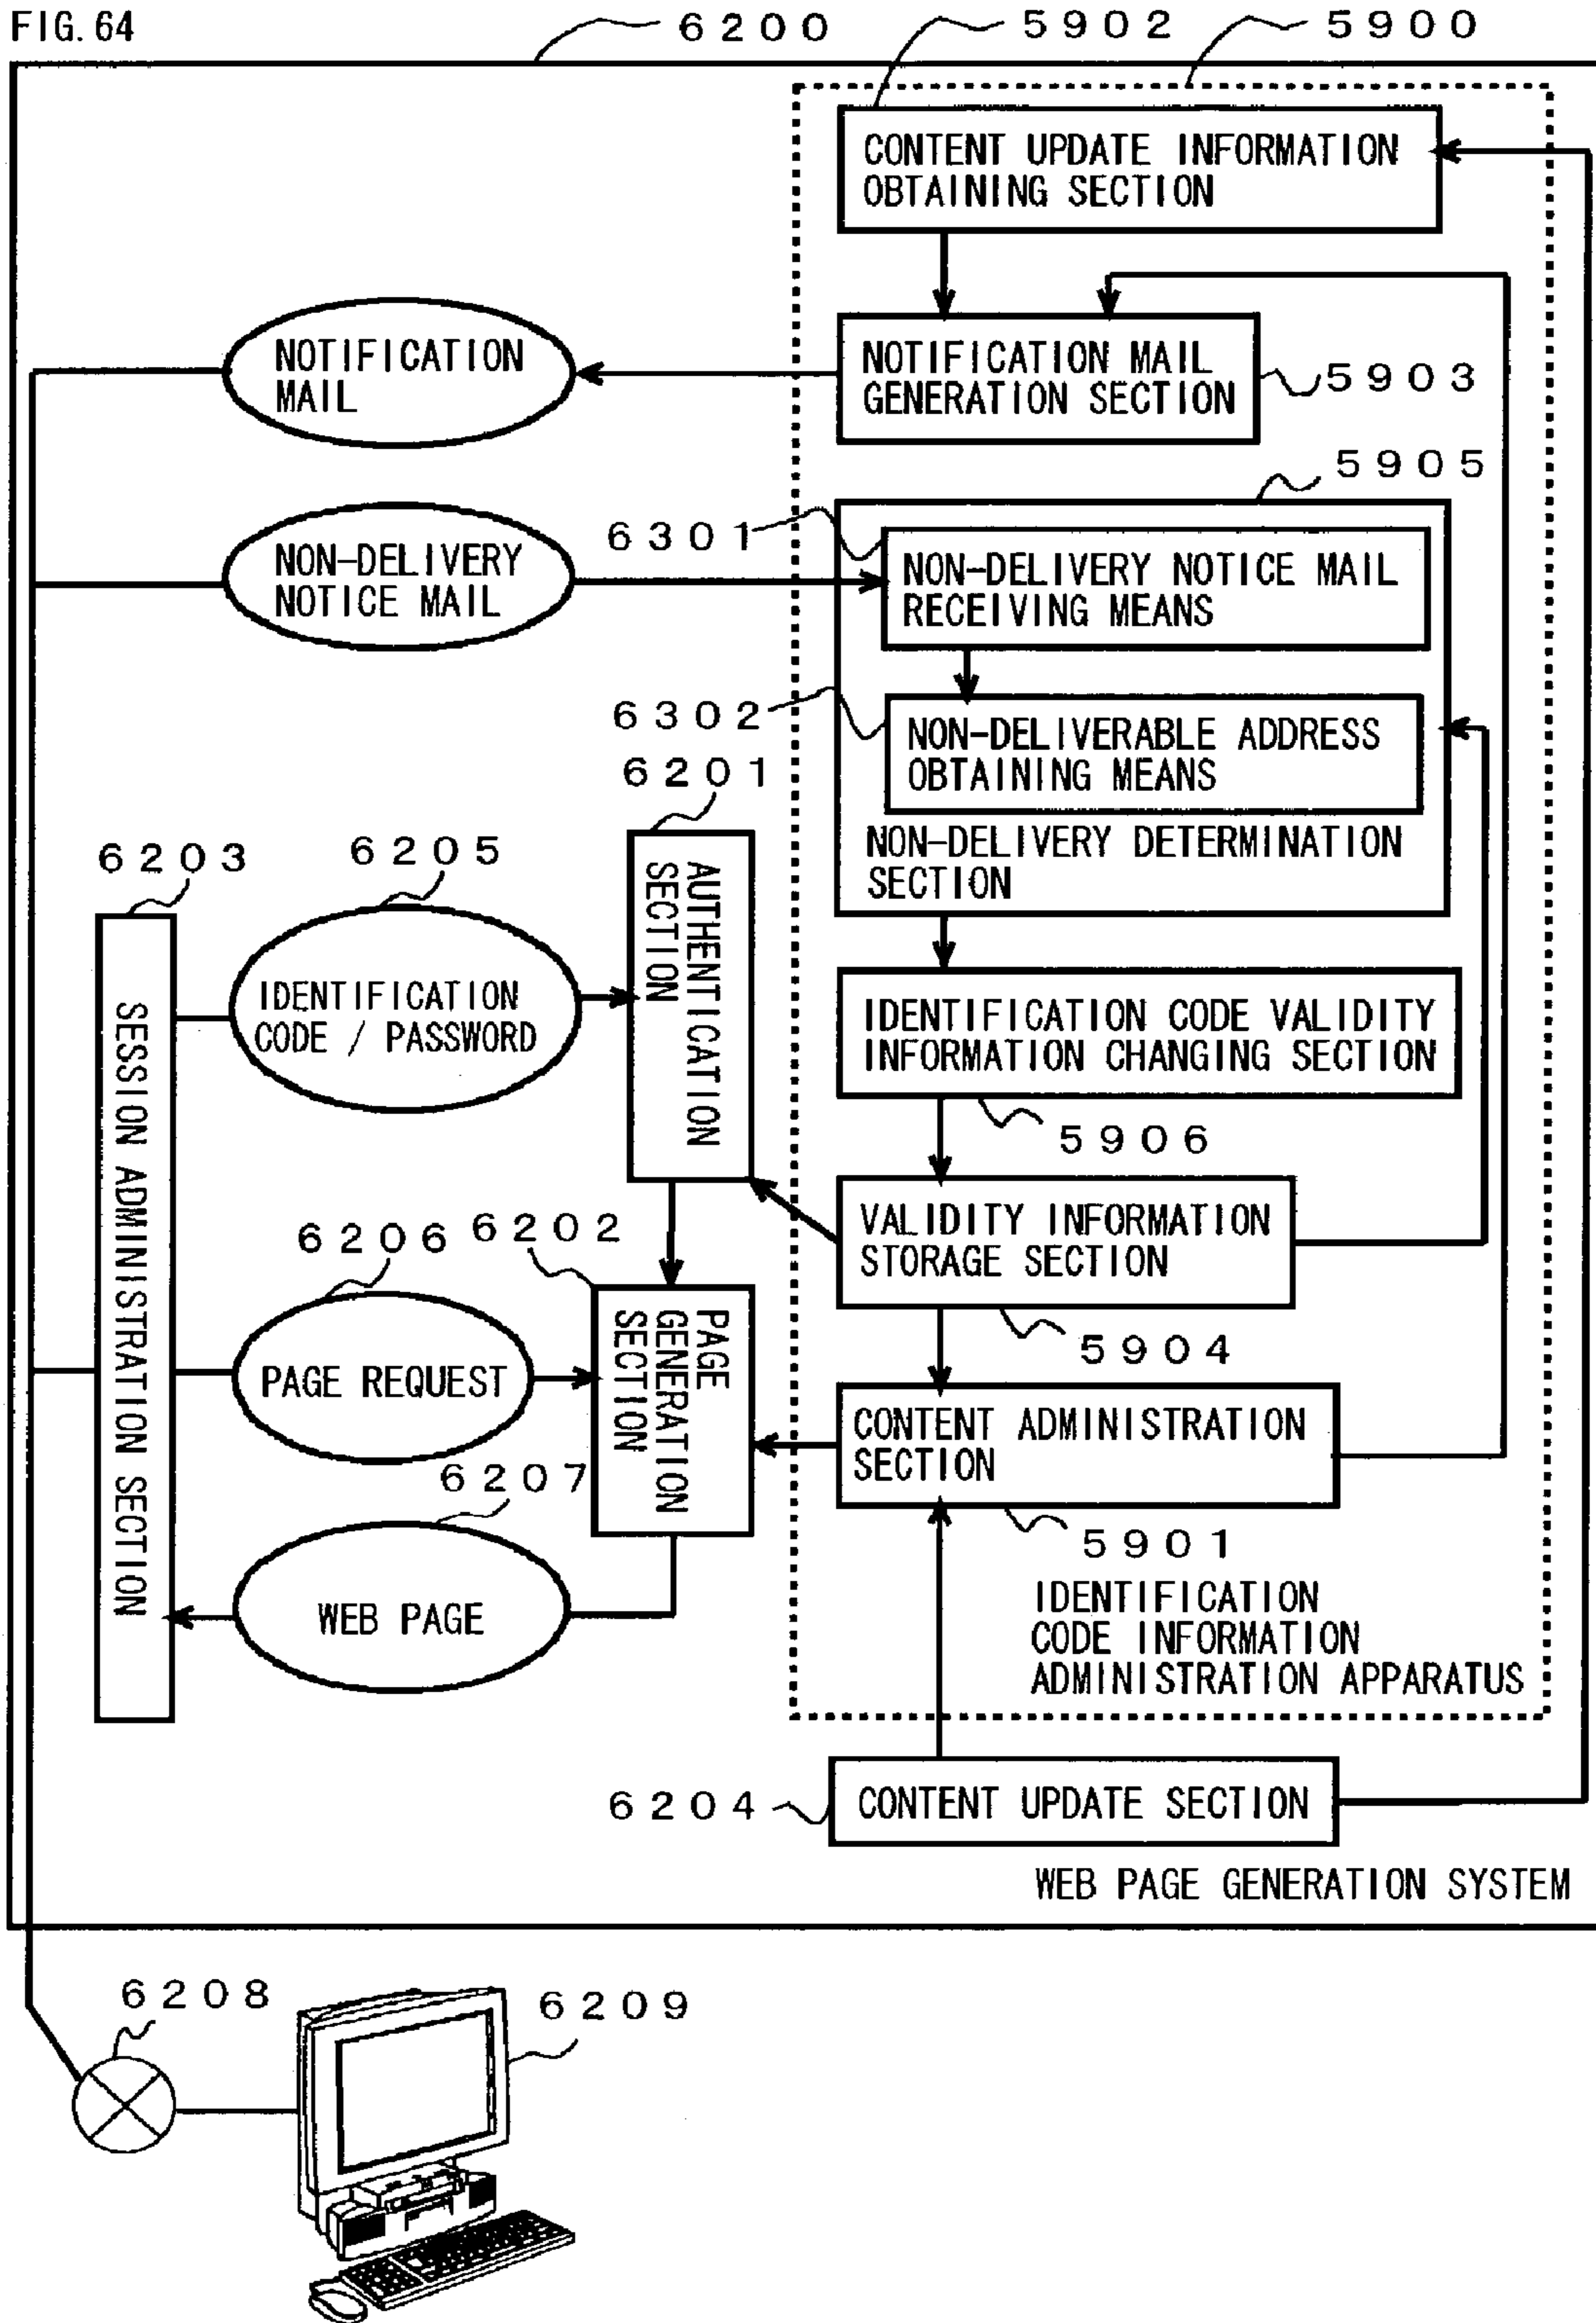 FIG. 64
6200
5902
5900
CONTENT UPDATE INFORMATION
OBTAINING SECTION
NOTIFICATION
MAIL
NOTIFICATION MAIL
GENERATION SECTION
5903
5905
NON-DELIVERY
NOTICE MAIL
6301
NON-DELIVERY NOTICE MAIL
RECEIVING MEANS
6302
NON-DELIVERABLE ADDRESS
OBTAINING MEANS
NON-DELIVERY DETERMINATION
SECTION
6201
6203
6205
IDENTIFICATION
CODE / PASSWORD
AUTHENTICATION
SECTION
IDENTIFICATION CODE VALIDITY
INFORMATION CHANGING SECTION
5906
SESSION ADMINISTRATION SECTION
6206
6202
VALIDITY INFORMATION
STORAGE SECTION
5904
PAGE REQUEST
PAGE
GENERATION
SECTION
CONTENT ADMINISTRATION
SECTION
5901
6207
WEB PAGE
IDENTIFICATION
CODE INFORMATION
ADMINISTRATION APPARATUS
6204
CONTENT UPDATE SECTION
WEB PAGE GENERATION SYSTEM
6208
6209